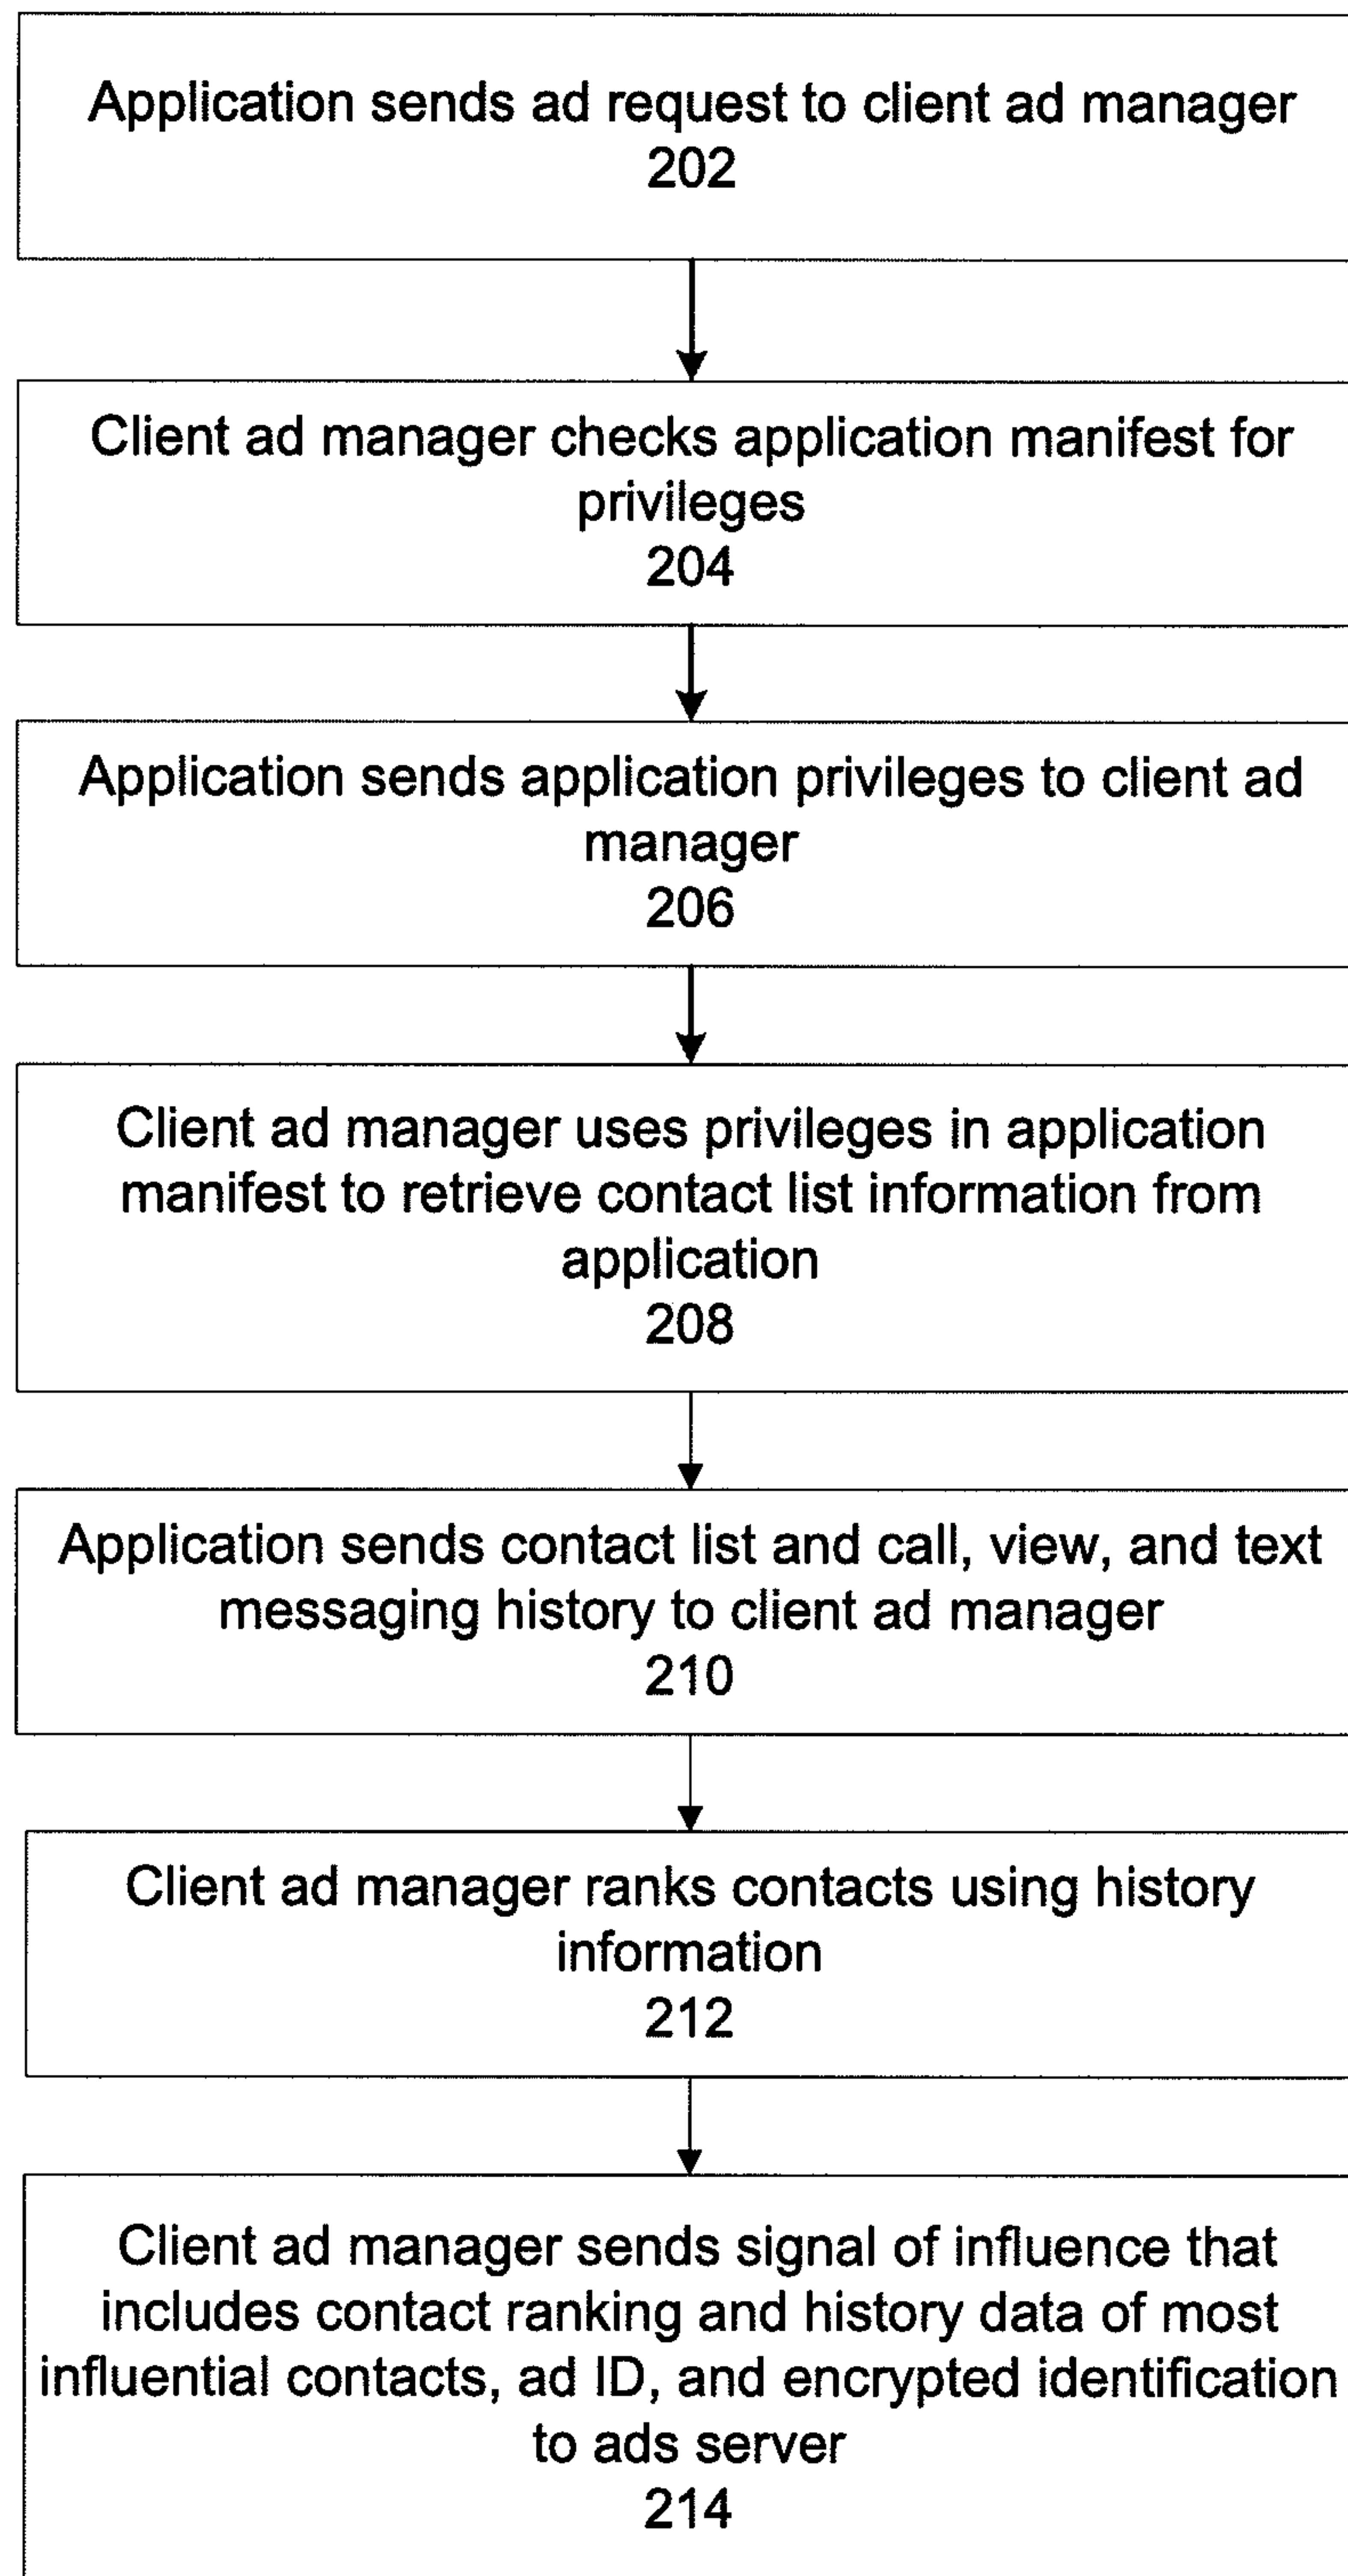 Application sends ad request to client ad manager
202
Client ad manager checks application manifest for
privileges
204
Application sends application privileges to client ad
manager
206
Client ad manager uses privileges in application
manifest to retrieve contact list information from
application
208
Application sends contact list and call, view, and text
messaging history to client ad manager
210
Client ad manager ranks contacts using history
information
212
Client ad manager sends signal of influence that
includes contact ranking and history data of most
influential contacts, ad ID, and encrypted identification
to ads server
214